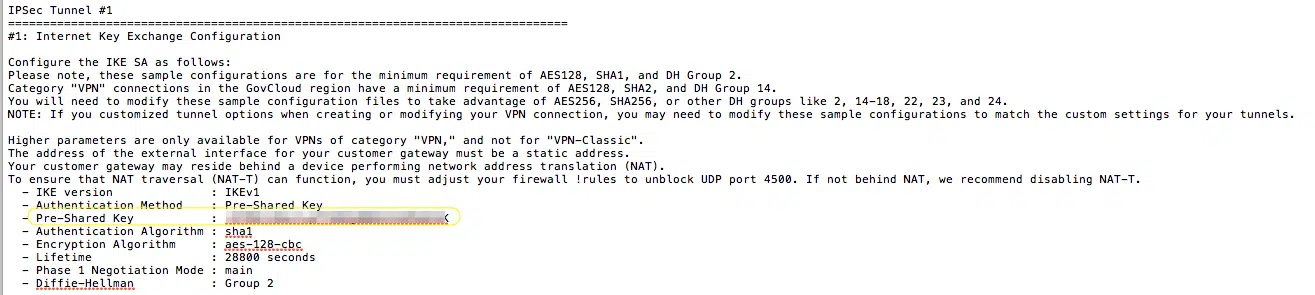 IPSec Tunnel #1
================================================================================
#1: Internet Key Exchange Configuration
Configure the IKE SA as follows:
Please note, these sample configurations are for the minimum requirement of AES128, SHA1, and DH Group 2.
Category "VPN" connections in the GovCloud region have a minimum requirement of AES128, SHA2, and DH Group 14.
You will need to modify these sample configuration files to take advantage of AES256, SHA256, or other DH groups like 2, 14-18, 22, 23, and 24.
NOTE: If you customized tunnel options when creating or modifying your VPN connection, you may need to modify these sample configurations to match the custom settings for your tunnels.
Higher parameters are only available for VPNs of category "VPN," and not for "VPN-Classic".
The address of the external interface for your customer gateway must be a static address.
Your customer gateway may reside behind a device performing network address translation (NAT).
To ensure that NAT traversal (NAT-T) can function, you must adjust your firewall !rules to unblock UDP port 4500. If not behind NAT, we recommend disabling NAT-T.
- IKE version : IKEv1
- Authentication Method : Pre-Shared Key
- Pre-Shared Key :
- Authentication Algorithm : sha1
- Encryption Algorithm : aes-128-cbc
- Lifetime : 28800 seconds
- Phase 1 Negotiation Mode : main
- Diffie-Hellman : Group 2